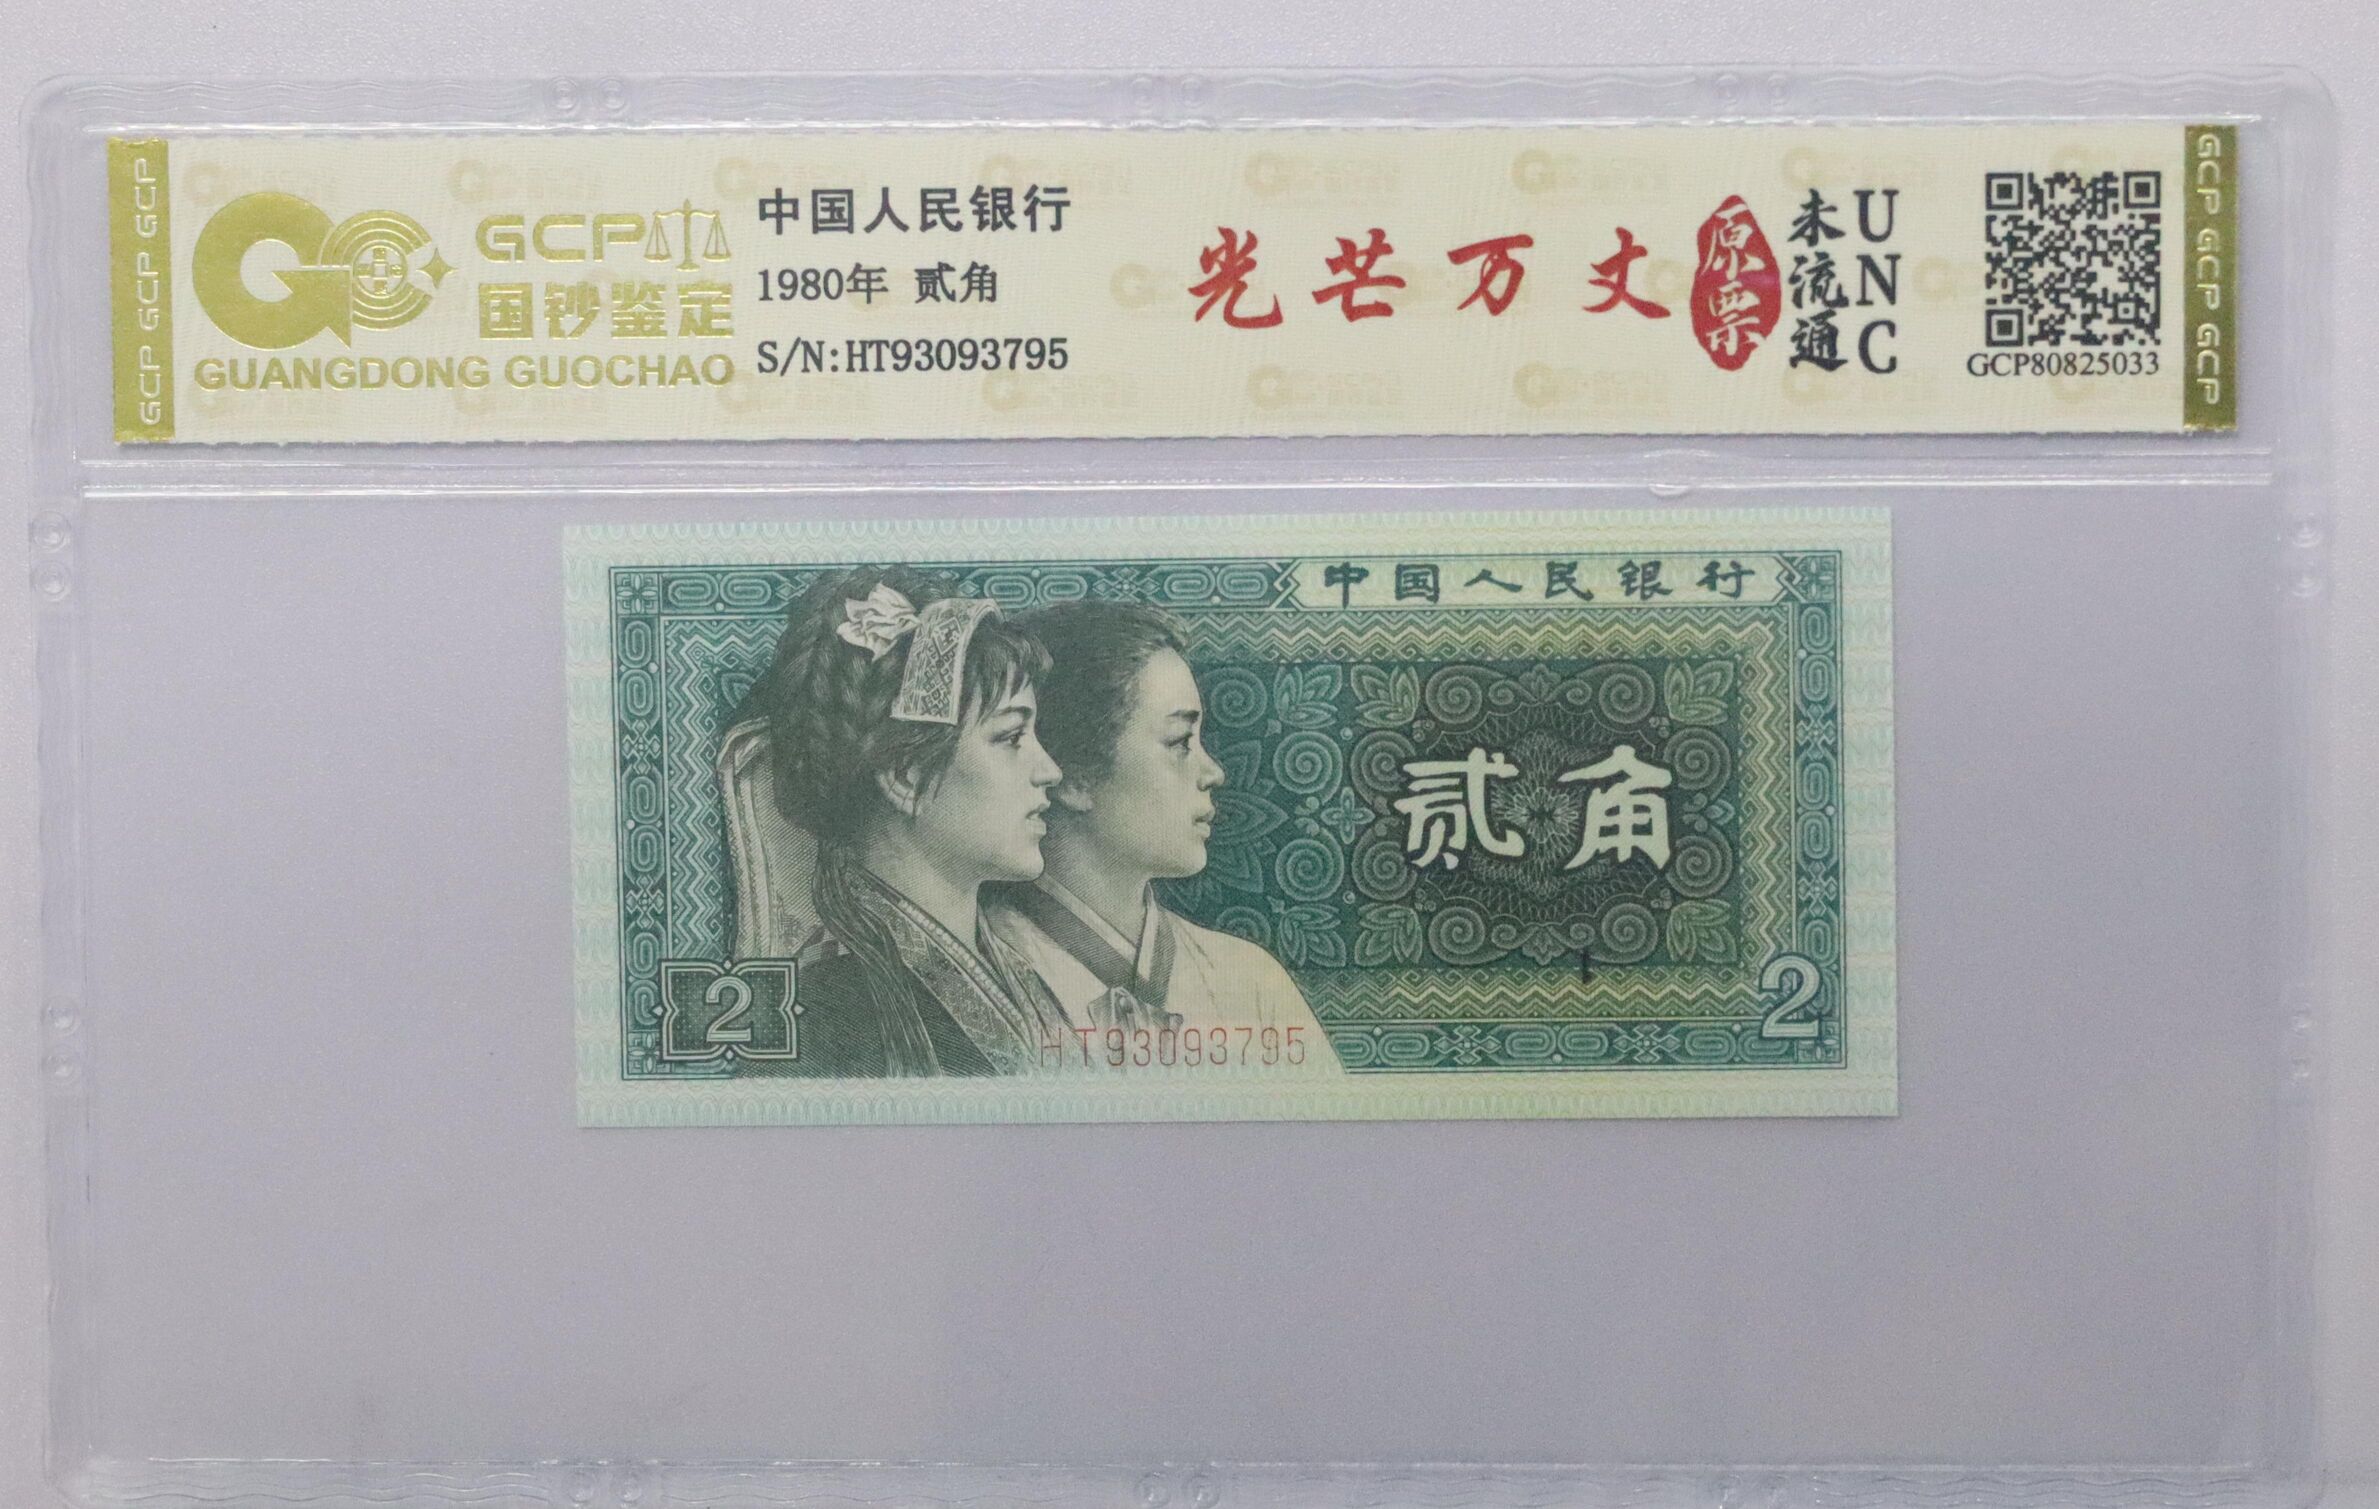 GCP GCP GCP
GCP
国钞鉴定
GUANGDONG GUOCHAO
中国人民银行
1980年 贰角
S/N:HT93093795
光芒万丈
原票
未流通
UNC
GCP80825033
GCP GCP GCP
中国人民银行
贰角
2
2
HT93093795